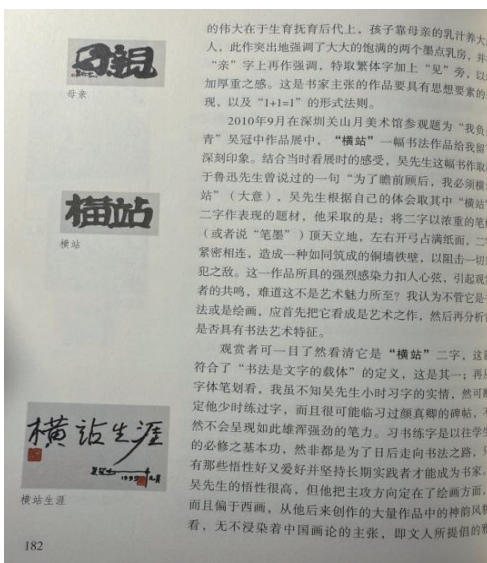 母親
母亲
横站
横站
横站生涯
1999
横站生涯
182
的伟大在于生育抚育后代上，孩子靠母亲的乳汁养大
人，此作突出地强调了大大的饱满的两个墨点乳房，并
“亲”字上再作强调，特取繁体字加上“见”旁，以
加厚重之感。这是书家主张的作品要具有思想要素的
现，以及“1+1=1”的形式法则。
2010年9月在深圳关山月美术馆参观题为“我负
青”吴冠中作品展中，“横站”一幅书法作品给我留
深刻印象。结合当时看展时的感受，吴先生这幅书作取
于鲁迅先生曾说过的一句“为了瞻前顾后，我必须横
站”（大意），吴先生根据自己的体会取其中“横站”
二字作表现的题材，他采取的是：将二字以浓重的笔
（或者说“笔墨”）顶天立地，左右开弓占满纸面，二
紧密相连，造成一种如同筑成的铜墙铁壁，以阻击一切
犯之敌。这一作品所具的强烈感染力扣人心弦，引起观
者的共鸣，难道这不是艺术魅力所至？我认为不管它是
法或是绘画，应首先把它看成是艺术之作，然后再分析
是否具有书法艺术特征。
观赏者可一目了然看清它是“横站”二字，这
符合了“书法是文字的载体”的定义，这是其一；再
字体笔划看，我虽不知吴先生小时习字的实情，然可
定他少时练过字，而且很可能临习过颜真卿的碑帖，不
然不会呈现如此雄浑强劲的笔力。习书练字是以往学
的必修之基本功，然非都是为了日后走向书法之路，只
有那些悟性好又爱好并坚持长期实践者才能成为书家。
吴先生的悟性很高，但他把主攻方向定在了绘画方面，
而且偏于西画，从他后来创作的大量作品中的神韵风
看，无不浸染着中国画论的主张，即文人所提倡的